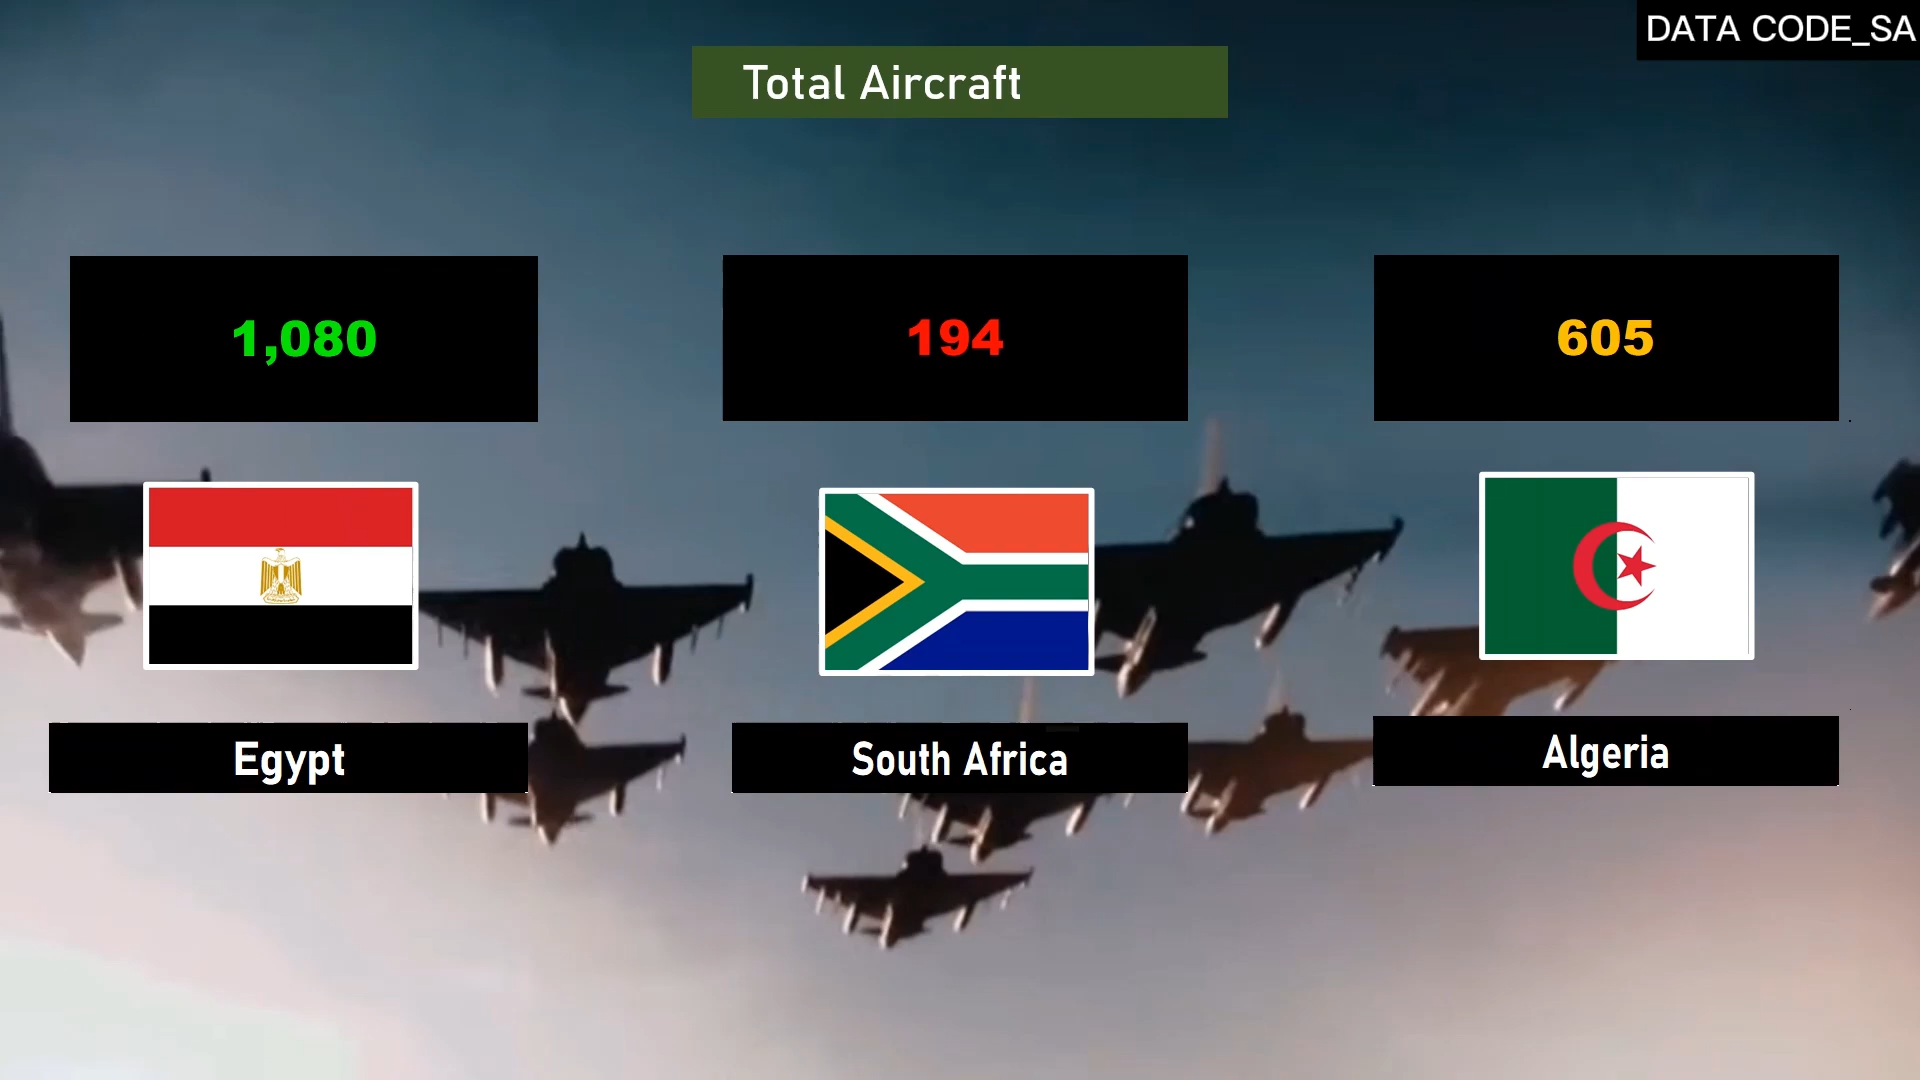 DATA CODE_SA
Total Aircraft
1,080
194
605
Egypt
South Africa
Algeria